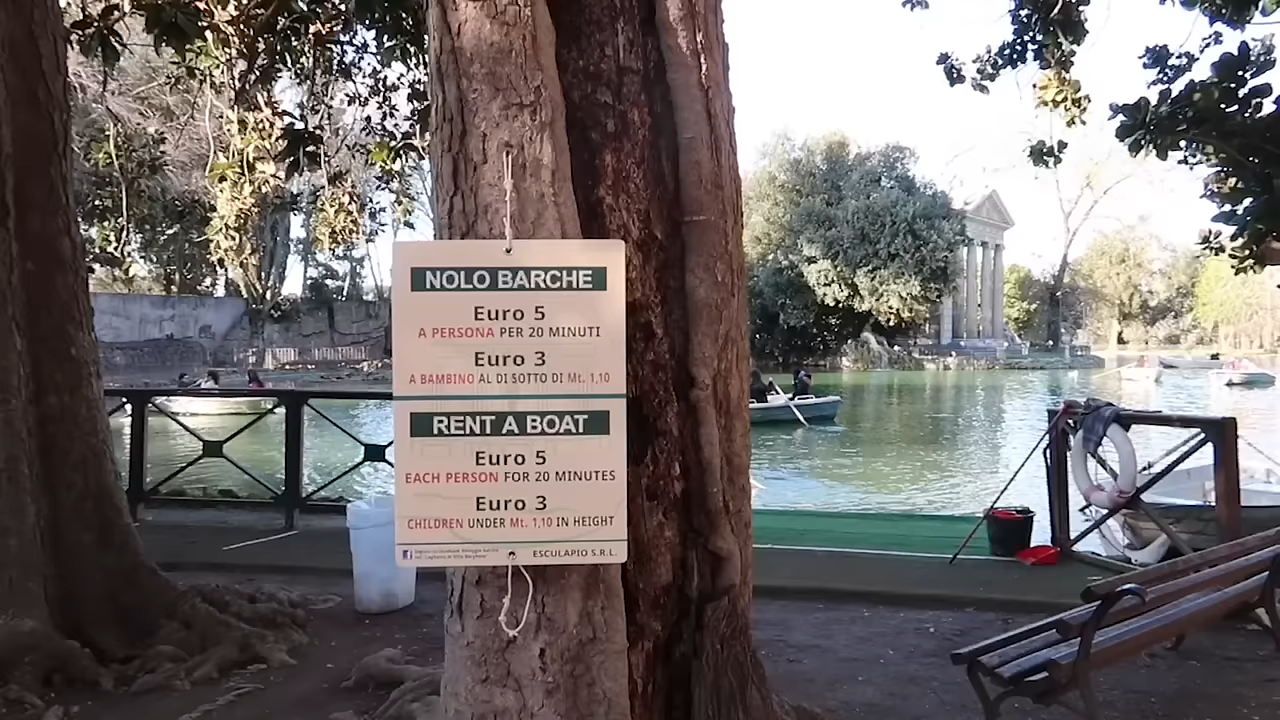 NOLO BARCHE
Euro 5
A PERSONA PER 20 MINUTI
Euro 3
A BAMBINO AL DI SOTTO DI Mt. 1,10
RENT A BOAT
Euro 5
EACH PERSON FOR 20 MINUTES
Euro 3
CHILDREN UNDER Mt. 1,10 IN HEIGHT
ESCULAPIO S.R.L.